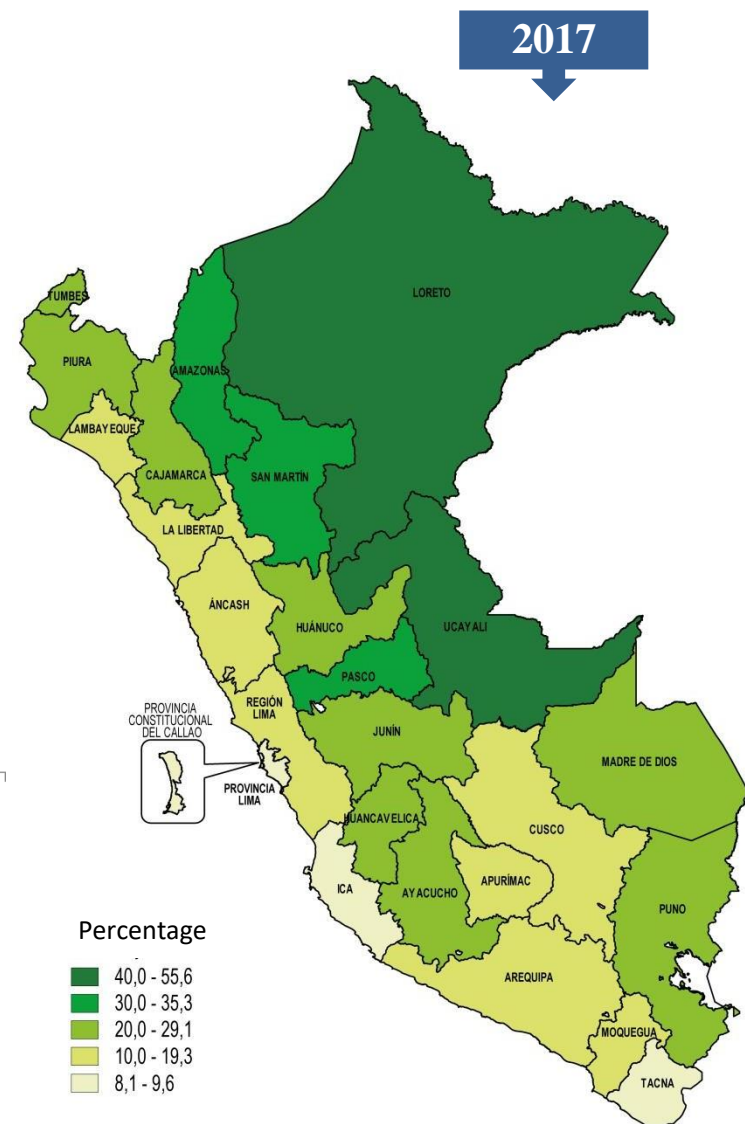 2017
LORETO
TUMBES
PIURA
AMAZONAS
LAMBAYEQUE
CAJAMARCA
SAN MARTÍN
LA LIBERTAD
ÁNCASH
HUÁNUCO
UCAYALI
PASCO
REGIÓN
LIMA
PROVINCIA
CONSTITUCIONAL
DEL CALLAO
JUNÍN
MADRE DE DIOS
PROVINCIA
LIMA
HUANCAVELICA
CUSCO
ICA
AYACUCHO
APURÍMAC
PUNO
AREQUIPA
MOQUEGUA
TACNA
Percentage
40,0 - 55,6
30,0 - 35,3
20,0 - 29,1
10,0 - 19,3
8,1 - 9,6